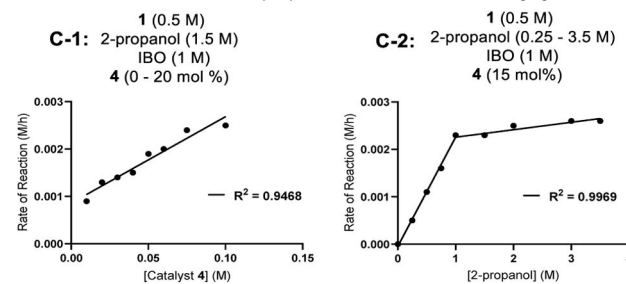 1 (0.5 M)
C-1: 2-propanol (1.5 M)
IBO (1 M)
4 (0 - 20 mol %)
0.003
0.002
0.001
0.000
Rate of Reaction (M/h)
R² = 0.9468
0.00 0.05 0.10 0.15
[Catalyst 4] (M)
1 (0.5 M)
C-2: 2-propanol (0.25 - 3.5 M)
IBO (1 M)
4 (15 mol%)
0.003
0.002
0.001
0.000
Rate of Reaction (M/h)
R² = 0.9969
0 1 2 3
[2-propanol] (M)